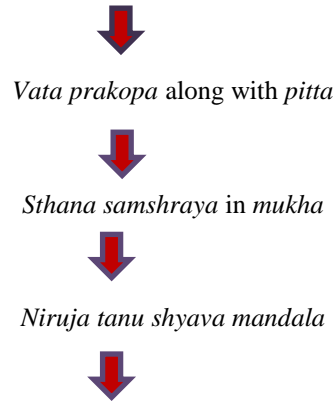 Vata prakopa along with pitta
Sthana samshraya in mukha
Niruja tanu shyava mandala